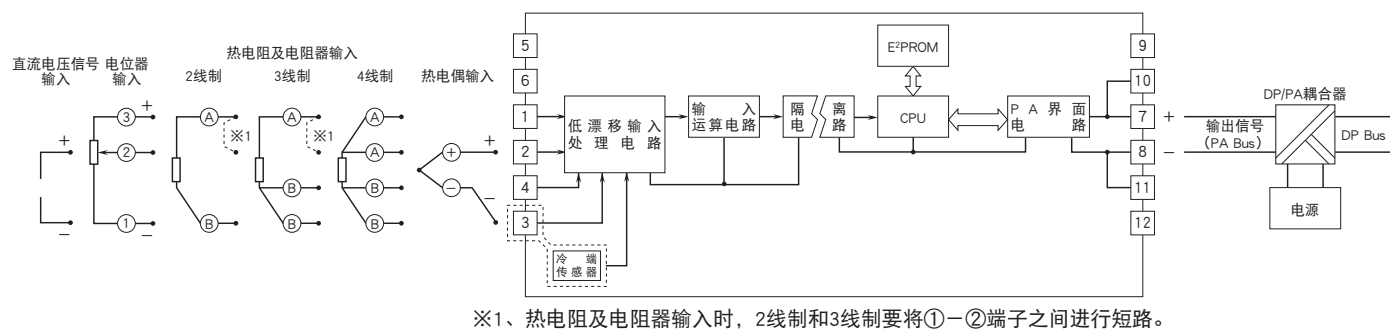 直流电压信号
输入
电位器
输入
热电阻及电阻器输入
2线制
3线制
4线制
热电偶输入
+
−
3
+
2
1
−
A
※1
B
A
※1
B
B
A
A
B
B
+
+
−
−
5
6
1
2
4
3
低漂移输入
处理电路
冷端
传感器
输入
运算电路
隔离
电路
E²PROM
CPU
PA界面
电路
9
10
7
8
11
12
+
−
输出信号
(PA Bus)
DP/PA耦合器
DP Bus
电源
※1、热电阻及电阻器输入时，2线制和3线制要将①－②端子之间进行短路。